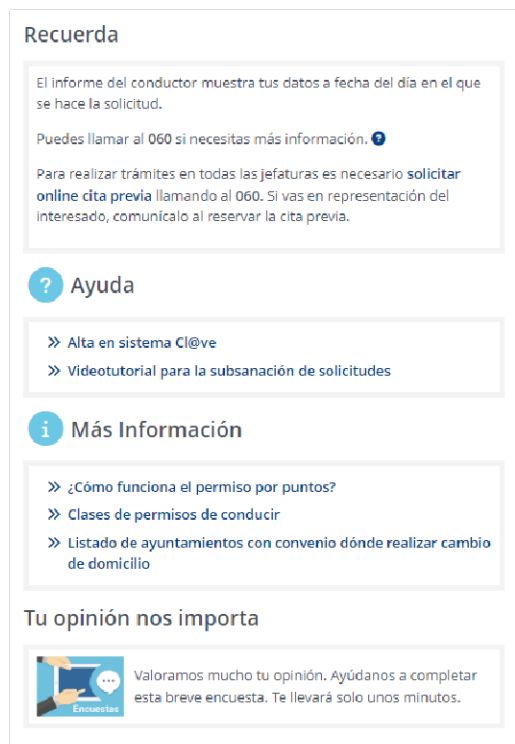 Recuerda
El informe del conductor muestra tus datos a fecha del día en el que
se hace la solicitud.
Puedes llamar al 060 si necesitas más información. ?
Para realizar trámites en todas las jefaturas es necesario solicitar
online cita previa llamando al 060. Si vas en representación del
interesado, comunícalo al reservar la cita previa.
? Ayuda
» Alta en sistema Cl@ve
» Videotutorial para la subsanación de solicitudes
i Más Información
» ¿Cómo funciona el permiso por puntos?
» Clases de permisos de conducir
» Listado de ayuntamientos con convenio dónde realizar cambio
de domicilio
Tu opinión nos importa
Valoramos mucho tu opinión. Ayúdanos a completar
esta breve encuesta. Te llevará solo unos minutos.
Encuestas